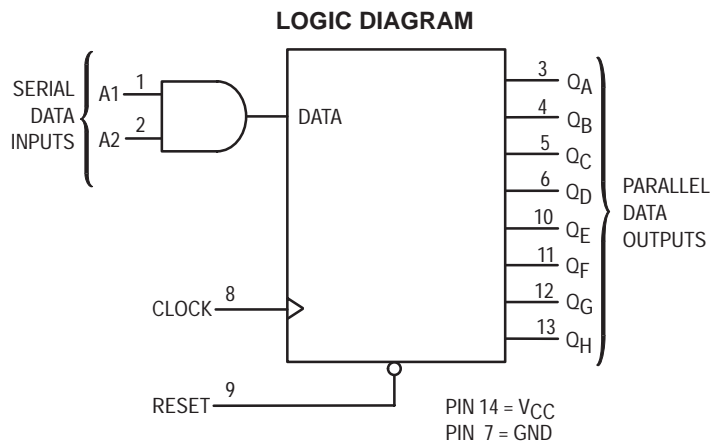 LOGIC DIAGRAM
SERIAL
DATA
INPUTS
A1 1
A2 2
DATA
CLOCK 8
RESET 9
3 QA
4 QB
5 QC
6 QD
10 QE
11 QF
12 QG
13 QH
PARALLEL
DATA
OUTPUTS
PIN 14 = VCC
PIN 7 = GND